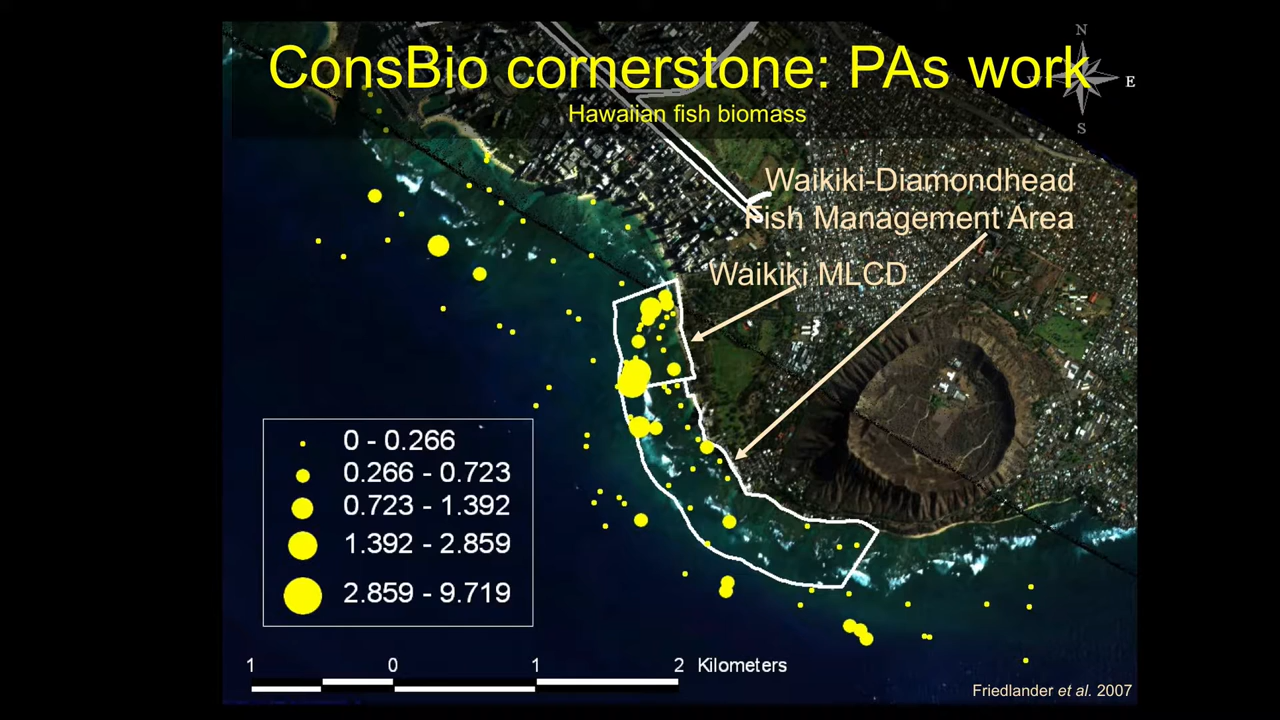 ConsBio cornerstone: PAs work
Hawaiian fish biomass
N
E
S
Waikiki-Diamondhead
Fish Management Area
Waikiki MLCD
0 - 0.266
0.266 - 0.723
0.723 - 1.392
1.392 - 2.859
2.859 - 9.719
1 0 1 2 Kilometers
Friedlander et al. 2007